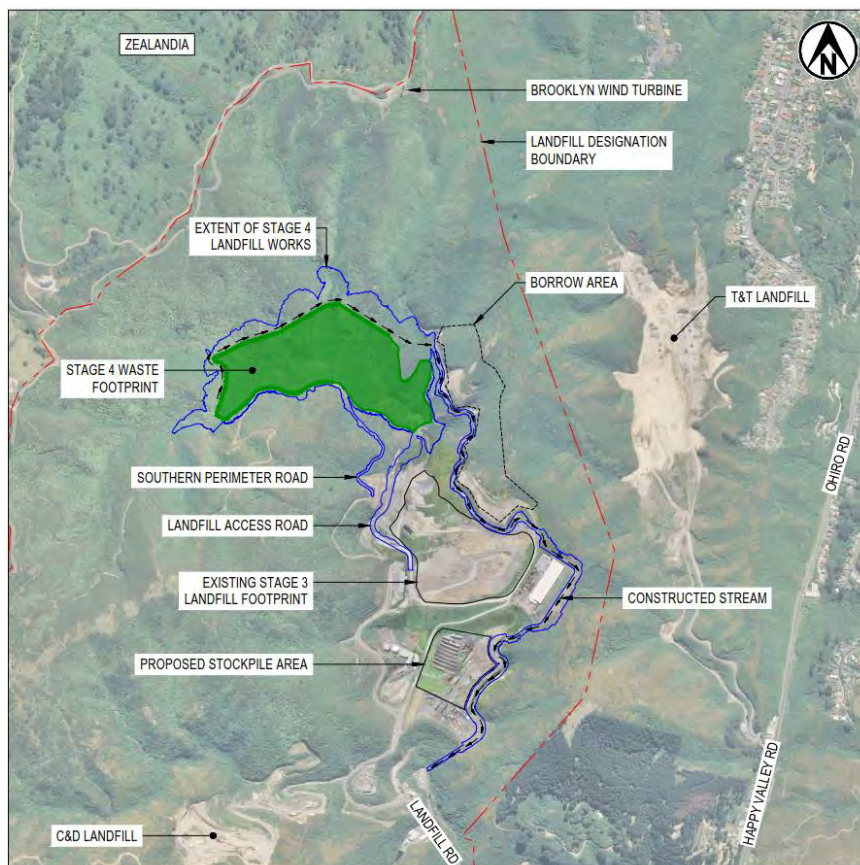 ZEALANDIA
N
BROOKLYN WIND TURBINE
LANDFILL DESIGNATION
BOUNDARY
EXTENT OF STAGE 4
LANDFILL WORKS
BORROW AREA
T&T LANDFILL
STAGE 4 WASTE
FOOTPRINT
SOUTHERN PERIMETER ROAD
OHIRO RD
LANDFILL ACCESS ROAD
EXISTING STAGE 3
LANDFILL FOOTPRINT
CONSTRUCTED STREAM
PROPOSED STOCKPILE AREA
HAPPY VALLEY RD
LANDFILL RD
C&D LANDFILL